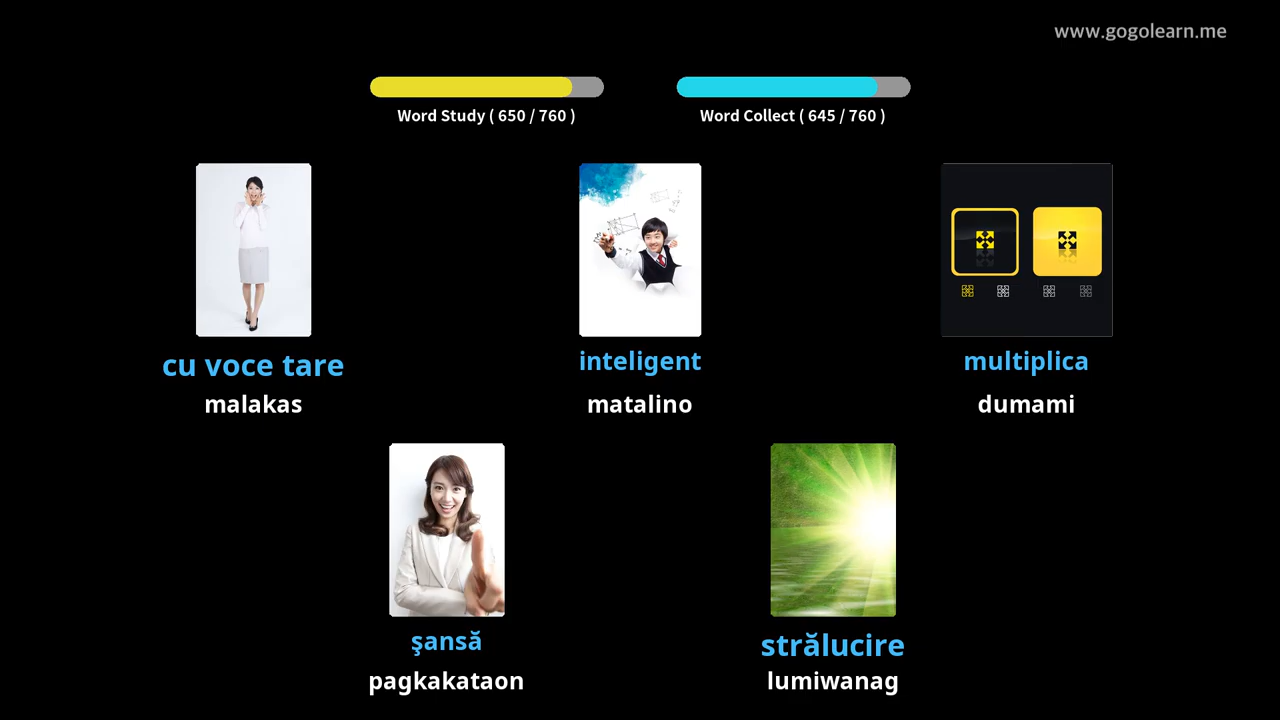 www.gogolearn.me
Word Study ( 650 / 760 )
Word Collect ( 645 / 760 )
cu voce tare
malakas
inteligent
matalino
multiplica
dumami
şansă
pagkakataon
strălucire
lumiwanag